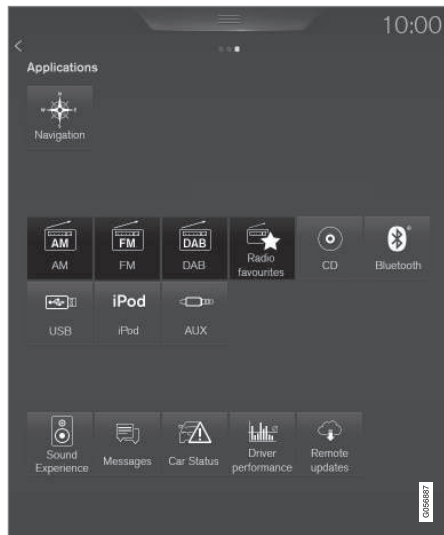 10:00
Applications
Navigation
AM FM DAB
AM FM DAB Radio favourites CD Bluetooth
iPod
USB iPod AUX
Sound Experience Messages Car Status Driver performance Remote updates
G056887